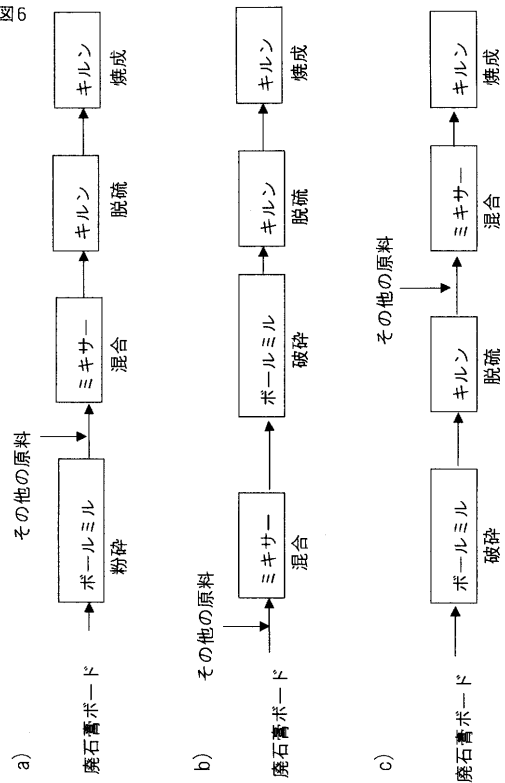 図6
a)
廃石膏ボード
ボールミル
粉砕
その他の原料
ミキサー
混合
キルン
脱硫
キルン
焼成
b)
廃石膏ボード
その他の原料
ミキサー
混合
ボールミル
破砕
キルン
脱硫
キルン
焼成
c)
廃石膏ボード
ボールミル
破砕
キルン
脱硫
その他の原料
ミキサー
混合
キルン
焼成